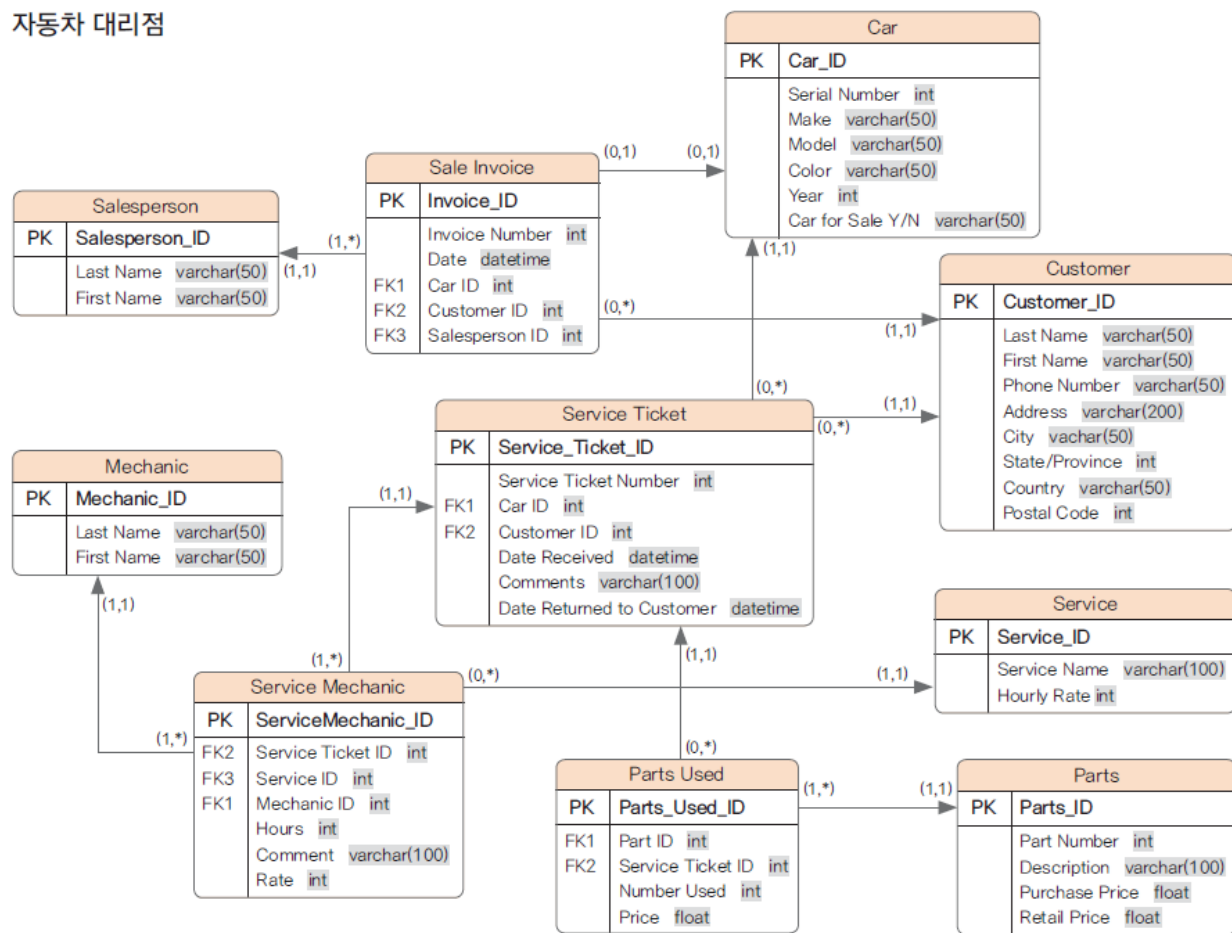 자동차 대리점
Car
PK Car_ID
Serial Number int
Make varchar(50)
Model varchar(50)
Color varchar(50)
Year int
Car for Sale Y/N varchar(50)
(0,1) (0,1)
Sale Invoice
PK Invoice_ID
Invoice Number int
Date datetime
FK1 Car ID int
FK2 Customer ID int
FK3 Salesperson ID int
Salesperson
PK Salesperson_ID
Last Name varchar(50)
First Name varchar(50)
(1,*)
(1,1)
(1,1)
Customer
PK Customer_ID
Last Name varchar(50)
First Name varchar(50)
Phone Number varchar(50)
Address varchar(200)
City vachar(50)
State/Province int
Country varchar(50)
Postal Code int
(0,*)
(1,1)
(0,*)
(1,1)
(0,*)
Service Ticket
PK Service_Ticket_ID
Service Ticket Number int
FK1 Car ID int
FK2 Customer ID int
Date Received datetime
Comments varchar(100)
Date Returned to Customer datetime
Mechanic
PK Mechanic_ID
Last Name varchar(50)
First Name varchar(50)
(1,1)
(1,1)
Service
PK Service_ID
Service Name varchar(100)
Hourly Rate int
(1,1)
(1,*)
(0,*)
(1,1)
Service Mechanic
PK ServiceMechanic_ID
FK2 Service Ticket ID int
FK3 Service ID int
FK1 Mechanic ID int
Hours int
Comment varchar(100)
Rate int
(1,*)
(0,*)
Parts Used
PK Parts_Used_ID
FK1 Part ID int
FK2 Service Ticket ID int
Number Used int
Price float
(1,*)
(1,1)
Parts
PK Parts_ID
Part Number int
Description varchar(100)
Purchase Price float
Retail Price float